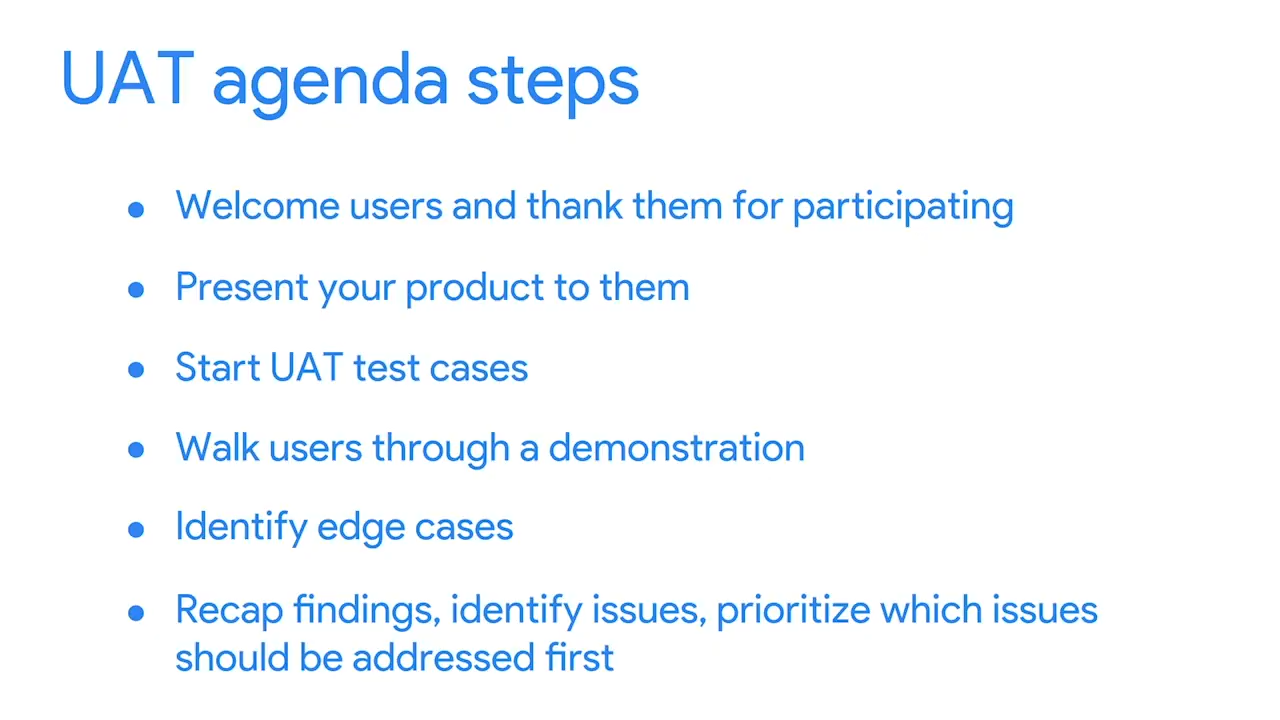 UAT agenda steps
● Welcome users and thank them for participating
● Present your product to them
● Start UAT test cases
● Walk users through a demonstration
● Identify edge cases
● Recap findings, identify issues, prioritize which issues
should be addressed first